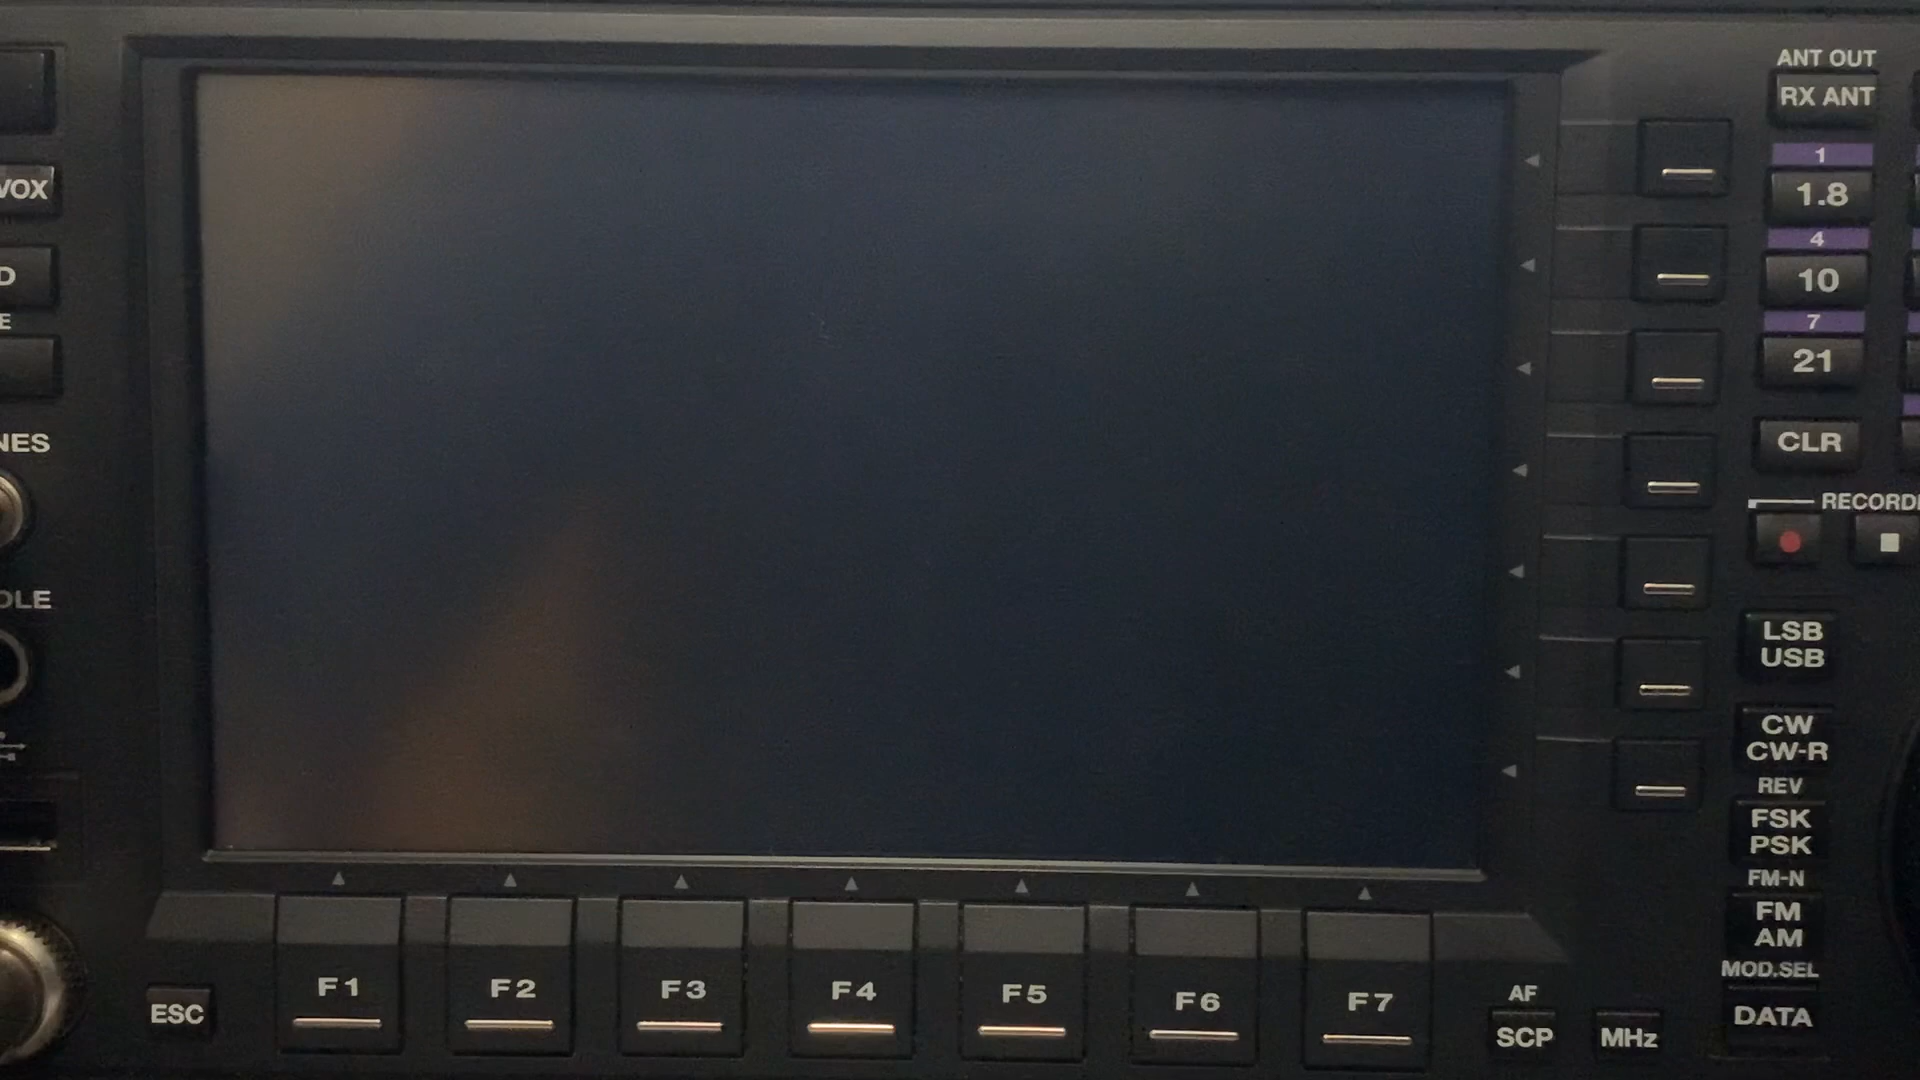 ANT OUT
RX ANT
1
1.8
4
10
7
21
CLR
VOX
D
E
NES
OLE
RECORD
LSB
USB
CW
CW-R
REV
FSK
PSK
FM-N
FM
AM
MOD.SEL
DATA
ESC
F1
F2
F3
F4
F5
F6
F7
AF
SCP
MHz